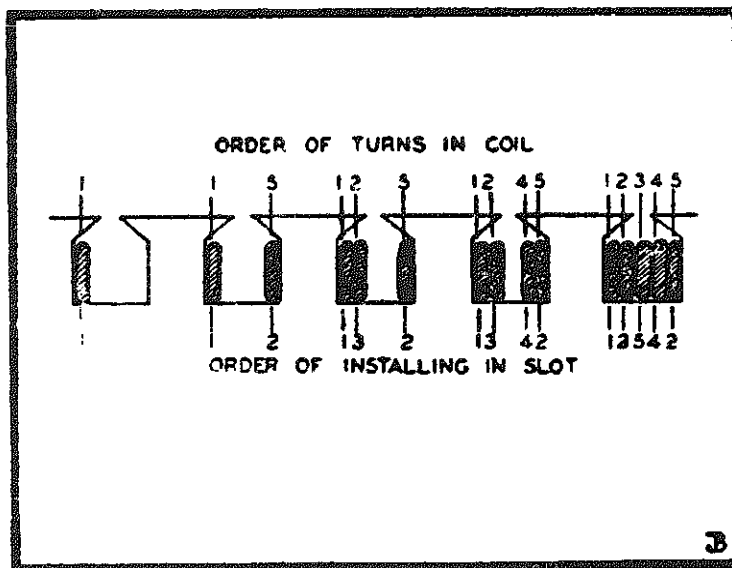 ORDER OF TURNS IN COIL
1 1 5 1 2 5 1 2 4 5 1 2 3 4 5
1 1 2 1 3 2 1 3 4 2 1 3 5 4 2
ORDER OF INSTALLING IN SLOT
JB